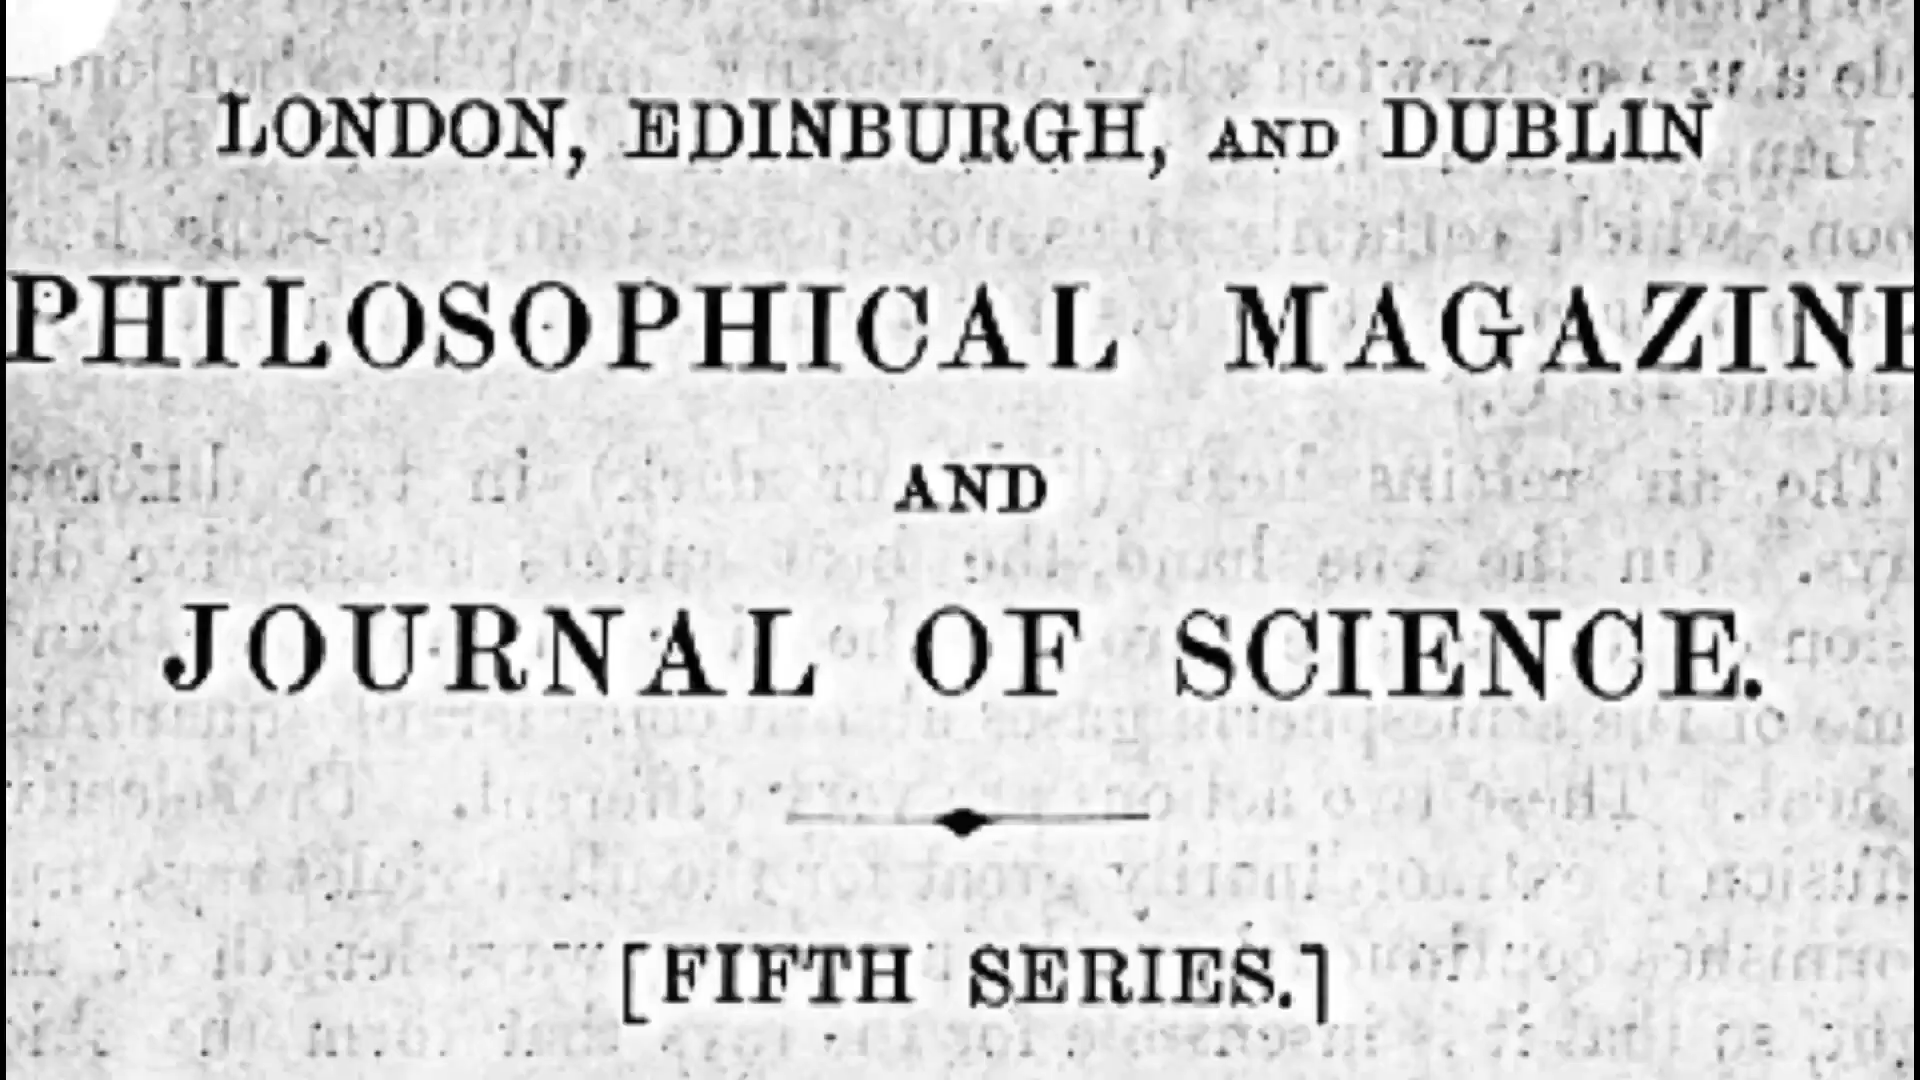 LONDON, EDINBURGH, AND DUBLIN
PHILOSOPHICAL MAGAZINE
AND
JOURNAL OF SCIENCE.
[FIFTH SERIES.]